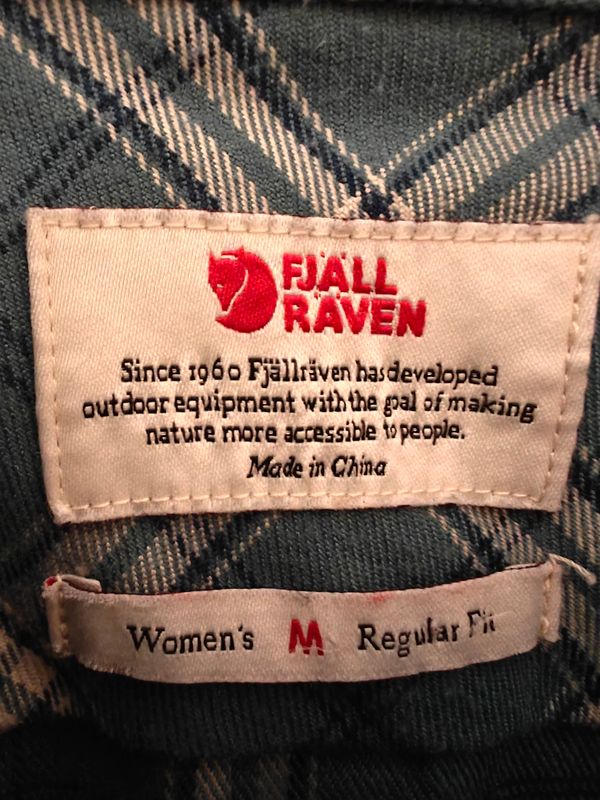 FJÄLL
RÄVEN
Since 1960 Fjällräven has developed
outdoor equipment with the goal of making
nature more accessible to people.
Made in China
Women's M Regular Fit